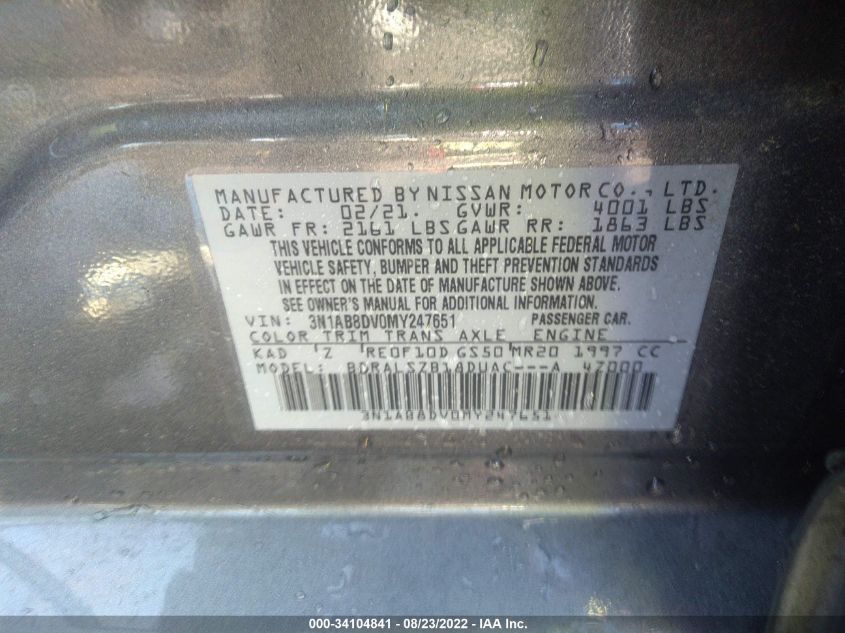 MANUFACTURED BY NISSAN MOTOR CO., LTD.
DATE: 02/21. GVWR: 4001 LBS
GAWR FR: 2161 LBS GAWR RR: 1863 LBS
THIS VEHICLE CONFORMS TO ALL APPLICABLE FEDERAL MOTOR
VEHICLE SAFETY, BUMPER AND THEFT PREVENTION STANDARDS
IN EFFECT ON THE DATE OF MANUFACTURE SHOWN ABOVE.
SEE OWNER'S MANUAL FOR ADDITIONAL INFORMATION.
VIN: 3N1AB8DV0MY247651 PASSENGER CAR.
COLOR TRIM TRANS AXLE ENGINE
KAD Z RE0F10D GS50 MR20 1997 CC
MODEL: BDRALSZB18DUAC---A 47000
3N1AB8DV0MY247651
000-34104841 - 08/23/2022 - IAA Inc.